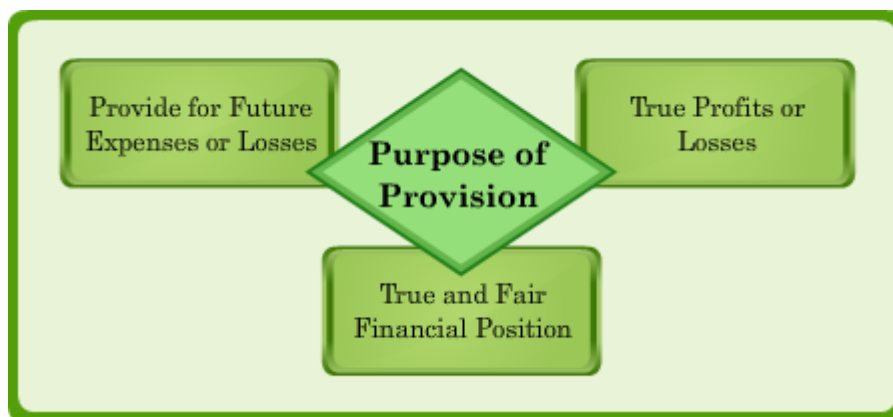 Provide for Future
Expenses or Losses
Purpose of
Provision
True Profits or
Losses
True and Fair
Financial Position